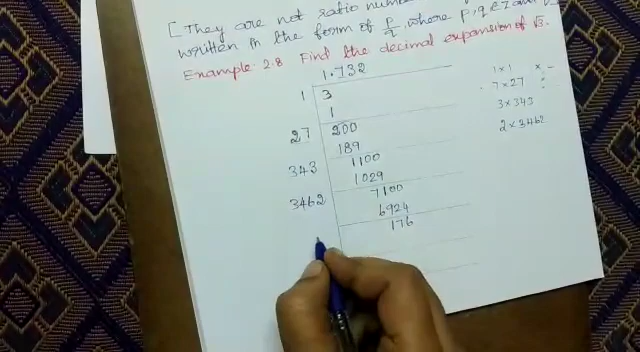 [ They are not ratio num
written in the form of p/q, where p, q ∈ I and
Example: 2.8 Find the decimal expansion of √3.
1.732
1 3
1
27 200
189
343 1100
1029
3462 7100
6924
176
1 x 1 x -
7 x 27
3 x 343
2 x 3462